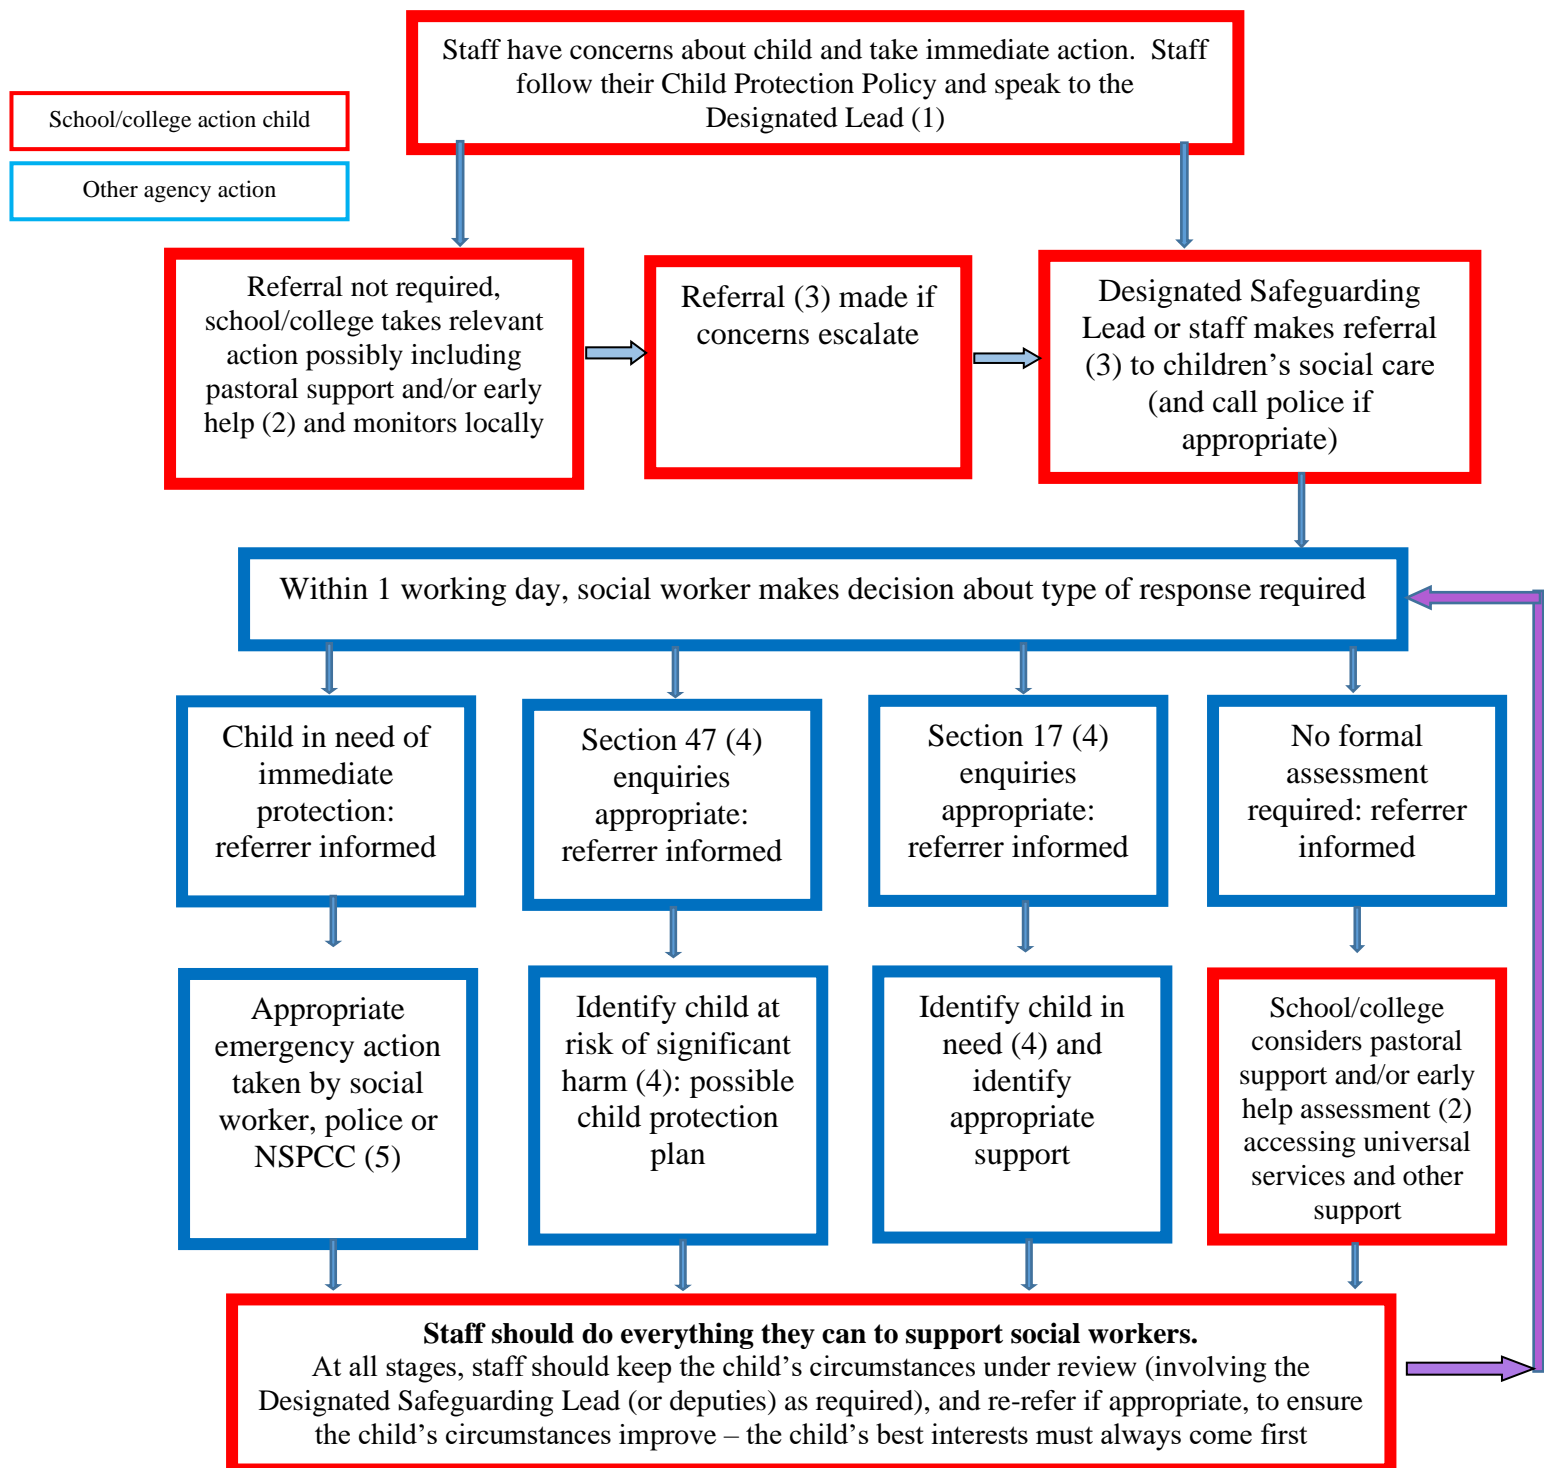 Staff have concerns about child and take immediate action.  Staff
follow their Child Protection Policy and speak to the
Designated Lead (1)
School/college action child
Other agency action
Referral not required,
school/college takes relevant
action possibly including
pastoral support and/or early
help (2) and monitors locally
Referral (3) made if
concerns escalate
Designated Safeguarding
Lead or staff makes referral
(3) to children’s social care
(and call police if
appropriate)
Within 1 working day, social worker makes decision about type of response required
Child in need of
immediate
protection:
referrer informed
Section 47 (4)
enquiries
appropriate:
referrer informed
Section 17 (4)
enquiries
appropriate:
referrer informed
No formal
assessment
required: referrer
informed
Appropriate
emergency action
taken by social
worker, police or
NSPCC (5)
Identify child at
risk of significant
harm (4): possible
child protection
plan
Identify child in
need (4) and
identify
appropriate
support
School/college
considers pastoral
support and/or early
help assessment (2)
accessing universal
services and other
support
Staff should do everything they can to support social workers.
At all stages, staff should keep the child’s circumstances under review (involving the
Designated Safeguarding Lead (or deputies) as required), and re-refer if appropriate, to ensure
the child’s circumstances improve – the child’s best interests must always come first